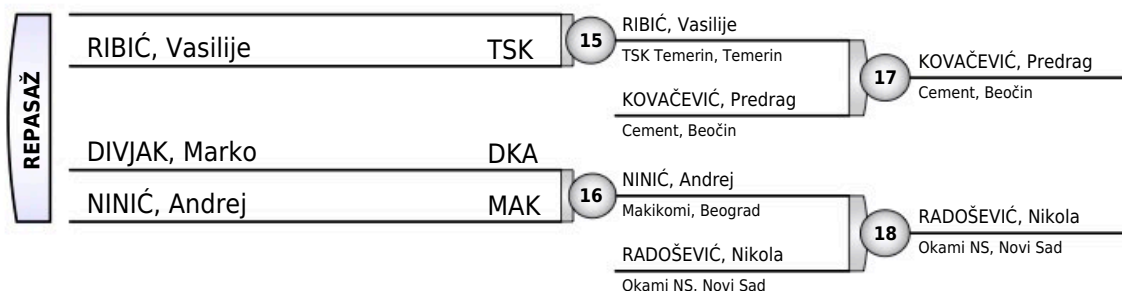 REPASAŽ
RIBIĆ, Vasilije TSK
15
RIBIĆ, Vasilije
TSK Temerin, Temerin
KOVAČEVIĆ, Predrag
Cement, Beočin
17
KOVAČEVIĆ, Predrag
Cement, Beočin
DIVJAK, Marko DKA
NINIĆ, Andrej MAK
16
NINIĆ, Andrej
Makikomi, Beograd
RADOŠEVIĆ, Nikola
Okami NS, Novi Sad
18
RADOŠEVIĆ, Nikola
Okami NS, Novi Sad